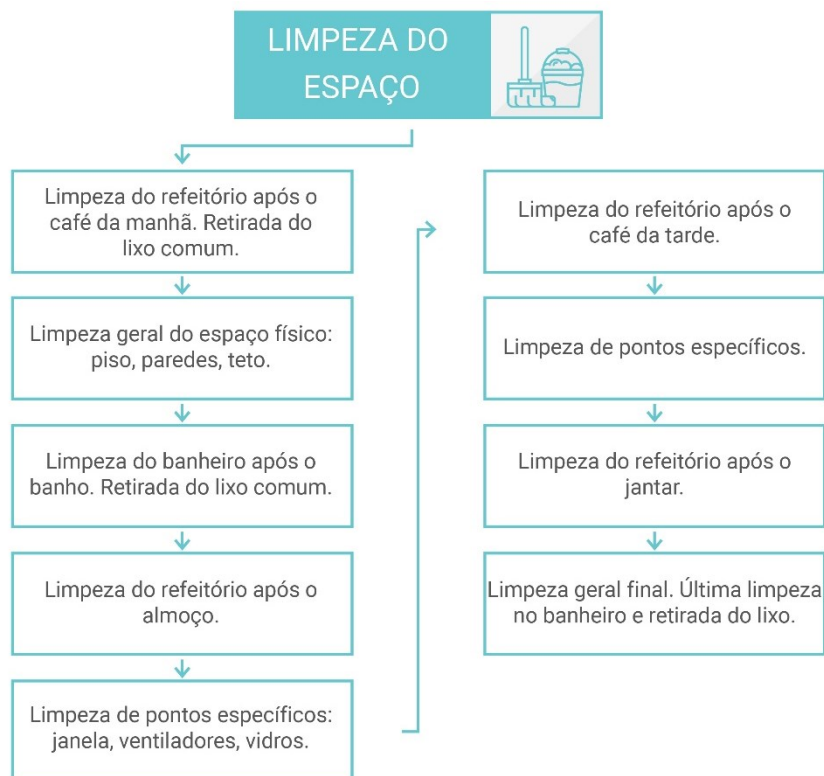 LIMPEZA DO
ESPAÇO
Limpeza do refeitório após o
café da manhã. Retirada do
lixo comum.
Limpeza geral do espaço físico:
piso, paredes, teto.
Limpeza do banheiro após o
banho. Retirada do lixo comum.
Limpeza do refeitório após o
almoço.
Limpeza de pontos específicos:
janela, ventiladores, vidros.
Limpeza do refeitório após o
café da tarde.
Limpeza de pontos específicos.
Limpeza do refeitório após o
jantar.
Limpeza geral final. Última limpeza
no banheiro e retirada do lixo.